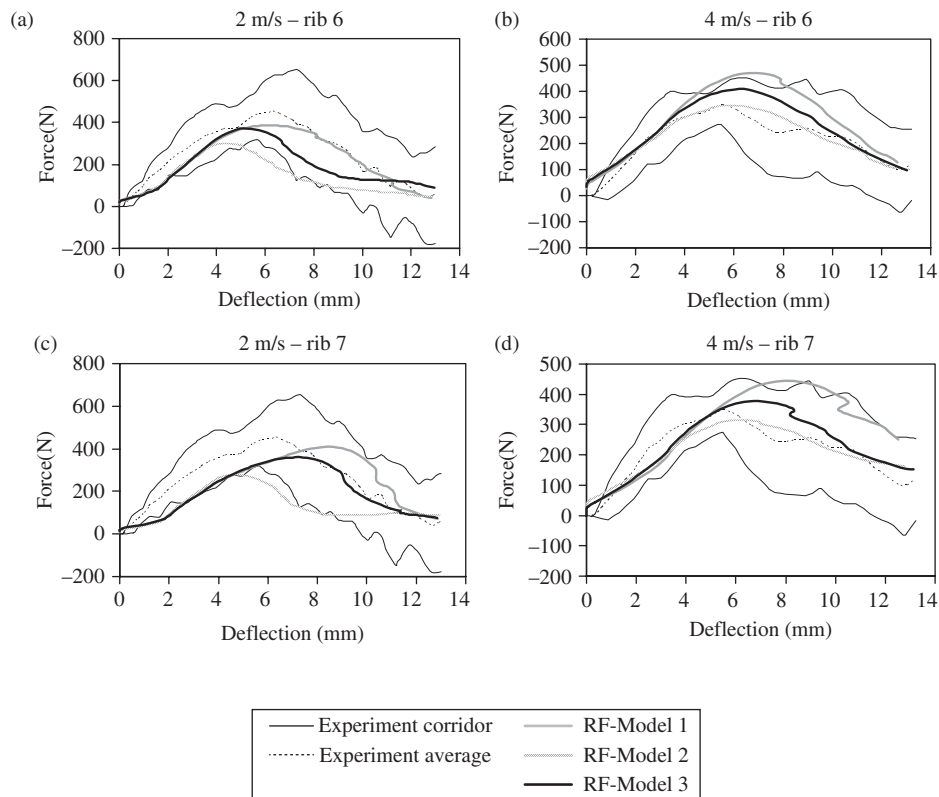 (a)
2 m/s – rib 6
800
600
400
200
0
–200
Force(N)
0 2 4 6 8 10 12 14
Deflection (mm)
(b)
4 m/s – rib 6
600
500
400
300
200
100
0
–100
–200
Force(N)
0 2 4 6 8 10 12 14
Deflection (mm)
(c)
2 m/s – rib 7
800
600
400
200
0
–200
Force(N)
0 2 4 6 8 10 12 14
Deflection (mm)
(d)
4 m/s – rib 7
500
400
300
200
100
0
–100
–200
Force(N)
0 2 4 6 8 10 12 14
Deflection (mm)
Experiment corridor
Experiment average
RF-Model 1
RF-Model 2
RF-Model 3